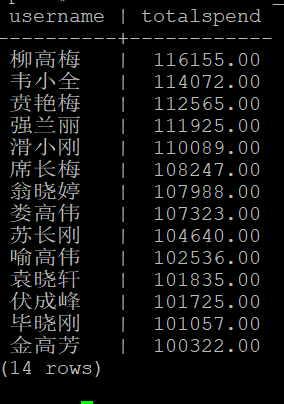 username | totalspend
----------+------------
柳高梅 | 116155.00
韦小全 | 114072.00
贲艳梅 | 112565.00
强兰丽 | 111925.00
滑小刚 | 110089.00
席长梅 | 108247.00
翁晓婷 | 107988.00
娄高伟 | 107323.00
苏长刚 | 104640.00
喻高伟 | 102536.00
袁晓轩 | 101835.00
伏成峰 | 101725.00
毕晓刚 | 101057.00
金高芳 | 100322.00
(14 rows)